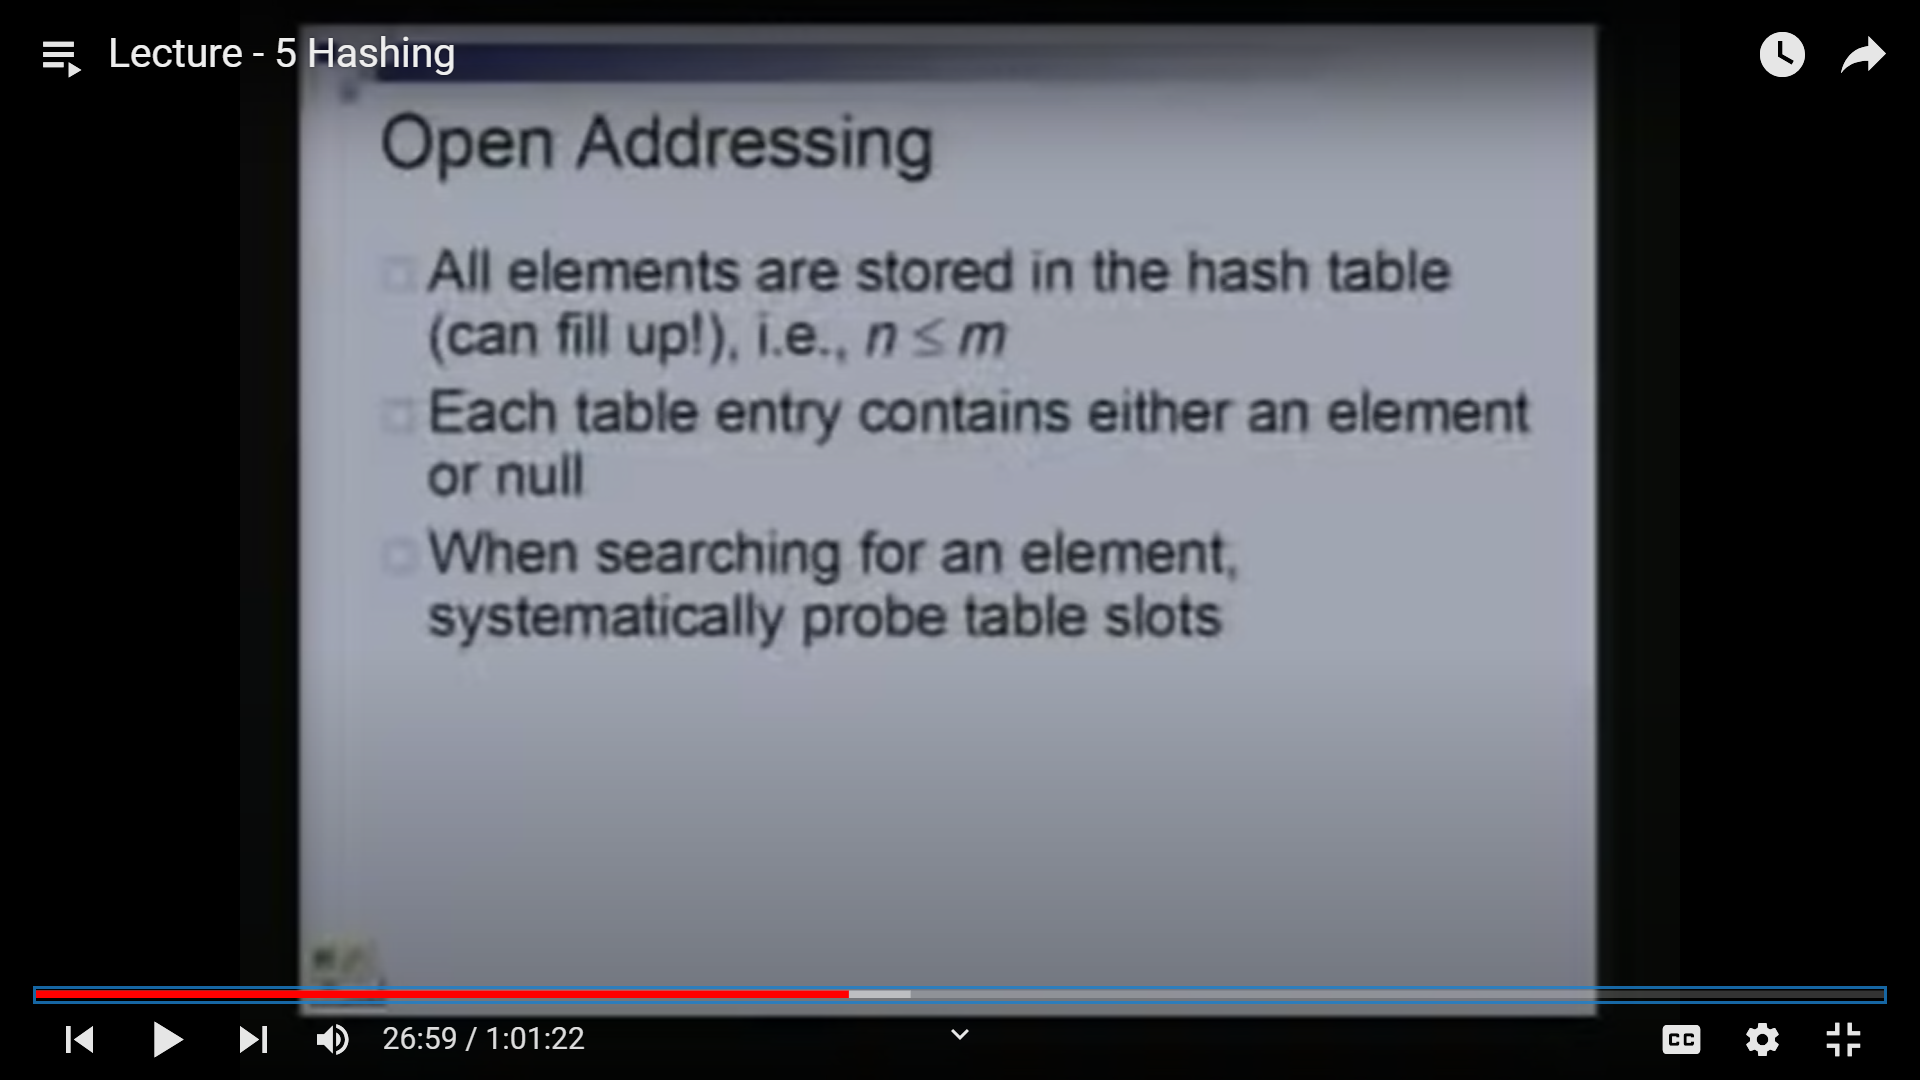 Lecture - 5 Hashing
Open Addressing
All elements are stored in the hash table
(can fill up!), i.e., n ≤ m
Each table entry contains either an element
or null
When searching for an element,
systematically probe table slots
26:59 / 1:01:22
CC